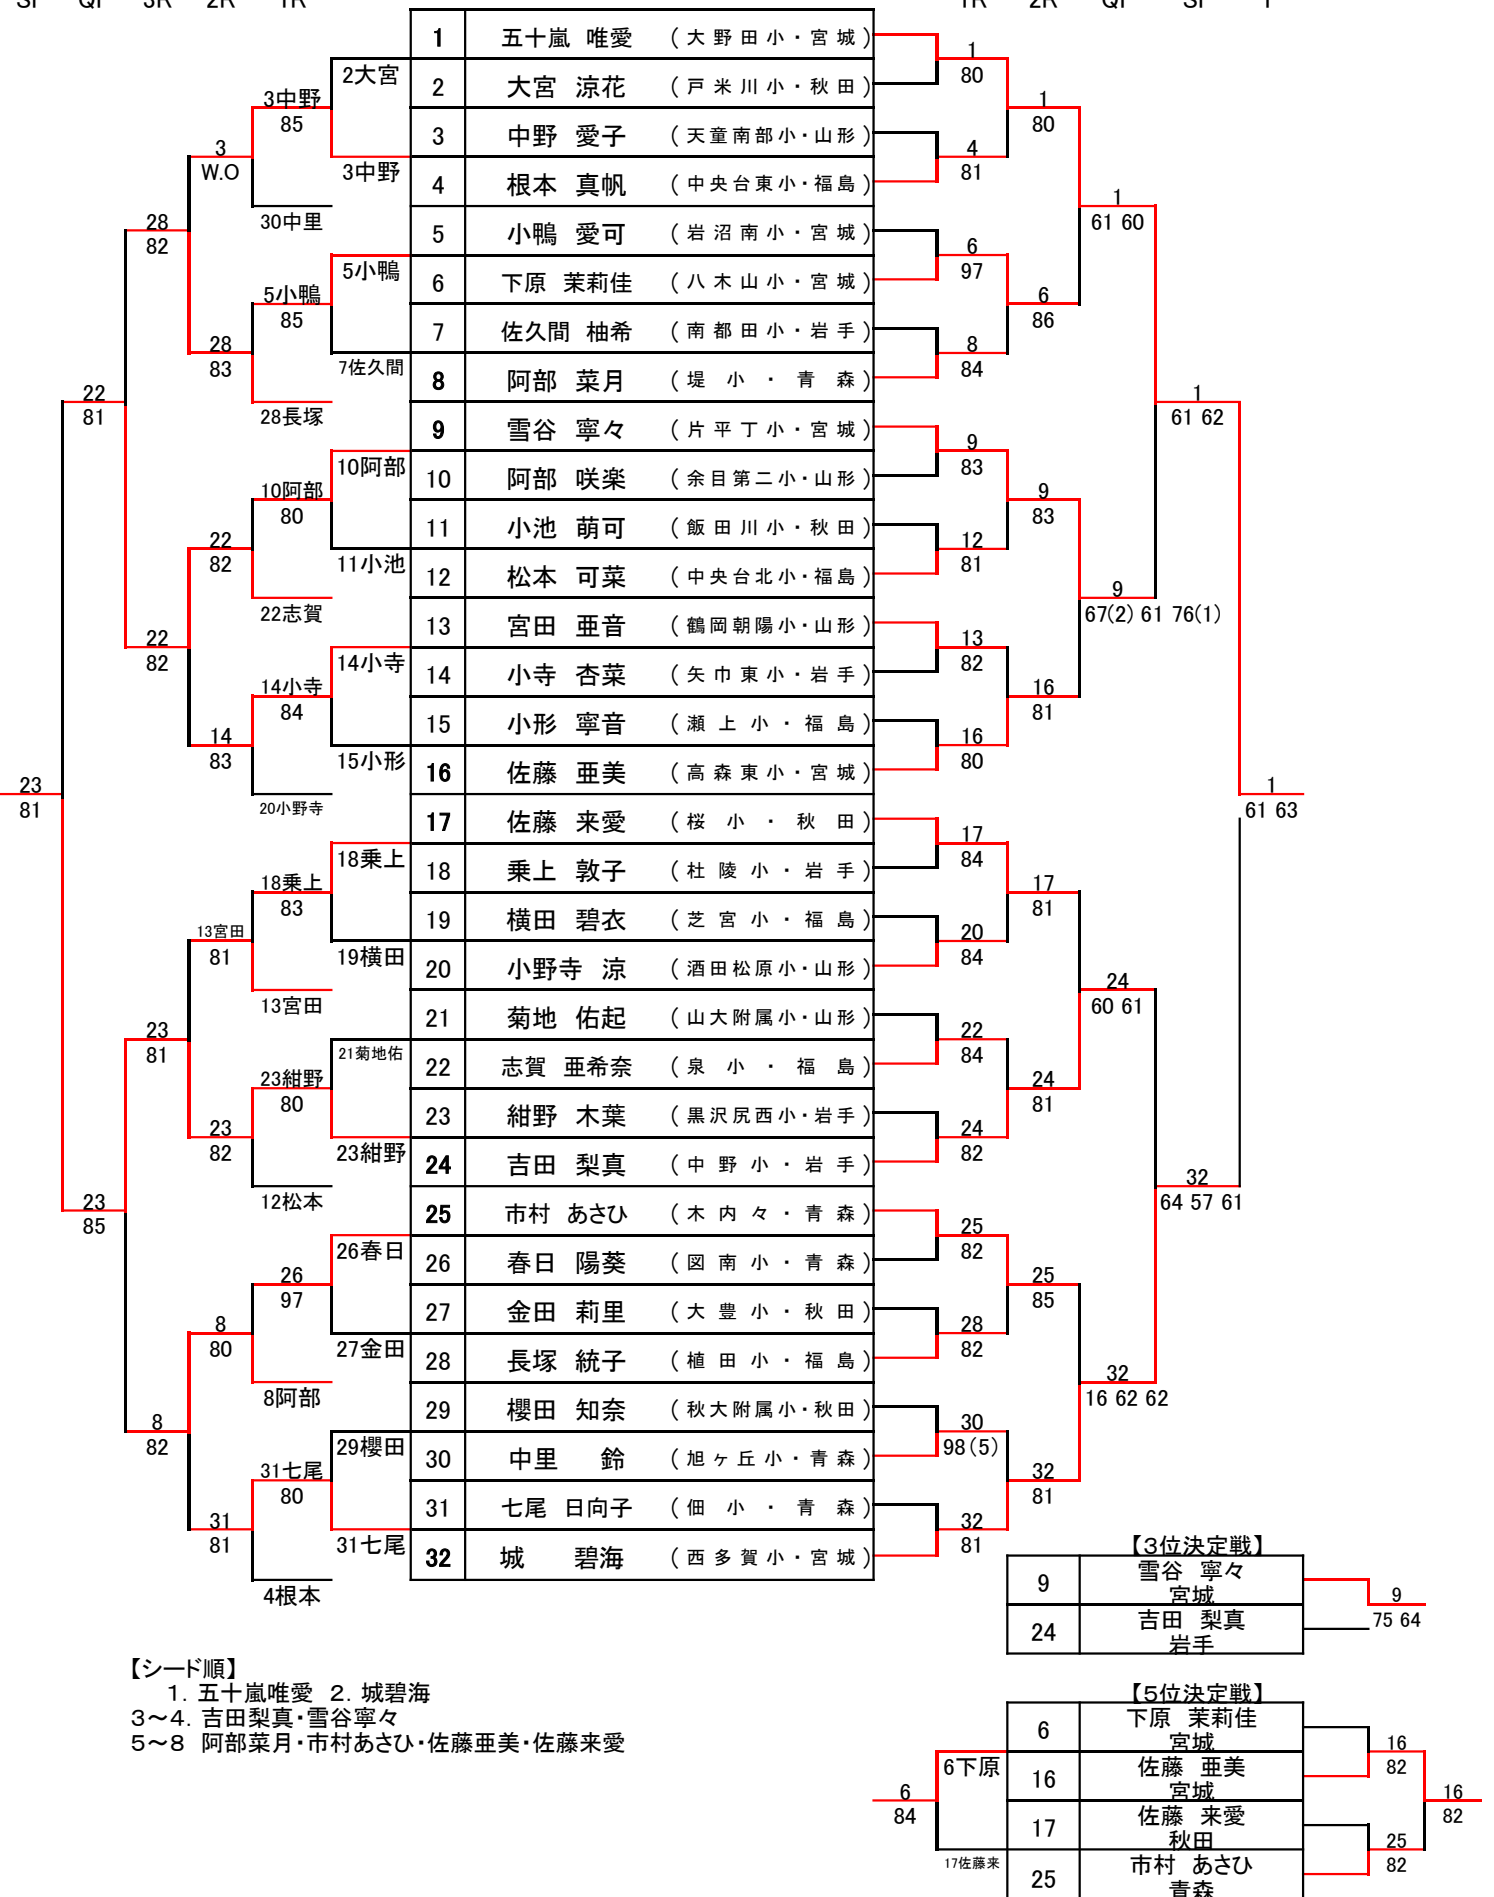 SF QF 3R 2R 1R
1R 2R QF SF F
1 五十嵐 唯愛 (大野田小・宮城)
2 大宮 涼花 (戸米川小・秋田)
3 中野 愛子 (天童南部小・山形)
4 根本 真帆 (中央台東小・福島)
5 小鴨 愛可 (岩沼南小・宮城)
6 下原 茉莉佳 (八木山小・宮城)
7 佐久間 柚希 (南都田小・岩手)
8 阿部 菜月 (堤小・青森)
9 雪谷 寧々 (片平丁小・宮城)
10 阿部 咲楽 (余目第二小・山形)
11 小池 萌可 (飯田川小・秋田)
12 松本 可菜 (中央台北小・福島)
13 宮田 亜音 (鶴岡朝陽小・山形)
14 小寺 杏菜 (矢巾東小・岩手)
15 小形 寧音 (瀬上小・福島)
16 佐藤 亜美 (高森東小・宮城)
17 佐藤 来愛 (桜小・秋田)
18 乗上 敦子 (杜陵小・岩手)
19 横田 碧衣 (芝宮小・福島)
20 小野寺 涼 (酒田松原小・山形)
21 菊地 佑起 (山大附属小・山形)
22 志賀 亜希奈 (泉小・福島)
23 紺野 木葉 (黒沢尻西小・岩手)
24 吉田 梨真 (中野小・岩手)
25 市村 あさひ (木内々・青森)
26 春日 陽葵 (図南小・青森)
27 金田 莉里 (大豊小・秋田)
28 長塚 統子 (植田小・福島)
29 櫻田 知奈 (秋大附属小・秋田)
30 中里 鈴 (旭ヶ丘小・青森)
31 七尾 日向子 (佃小・青森)
32 城 碧海 (西多賀小・宮城)
2大宮
3中野
5小鴨
7佐久間
10阿部
11小池
14小寺
15小形
18乗上
19横田
21菊地佑
23紺野
26春日
27金田
29櫻田
31七尾
3中野
85
30中里
5小鴨
85
28長塚
10阿部
80
22志賀
14小寺
84
20小野寺
18乗上
83
13宮田
23紺野
80
12松本
26
97
8阿部
31七尾
80
4根本
3
W.O
28
83
22
82
14
83
13宮田
81
23
82
8
80
31
81
28
82
22
82
23
81
8
82
22
81
23
85
23
81
1
80
4
81
6
97
8
84
9
83
12
81
13
82
16
80
17
84
20
84
22
84
24
82
25
82
28
82
30
98(5)
32
81
1
80
6
86
9
83
16
81
17
81
24
81
25
85
32
81
1
61 60
9
67(2) 61 76(1)
24
60 61
32
16 62 62
1
61 62
32
64 57 61
1
61 63
【3位決定戦】
9 雪谷 寧々
宮城
24 吉田 梨真
岩手
9
75 64
【シード順】
1. 五十嵐唯愛 2. 城碧海
3~4. 吉田梨真・雪谷寧々
5~8 阿部菜月・市村あさひ・佐藤亜美・佐藤来愛
【5位決定戦】
6 下原 茉莉佳
宮城
16 佐藤 亜美
宮城
17 佐藤 来愛
秋田
25 市村 あさひ
青森
6下原
17佐藤来
6
84
16
82
25
82
16
82